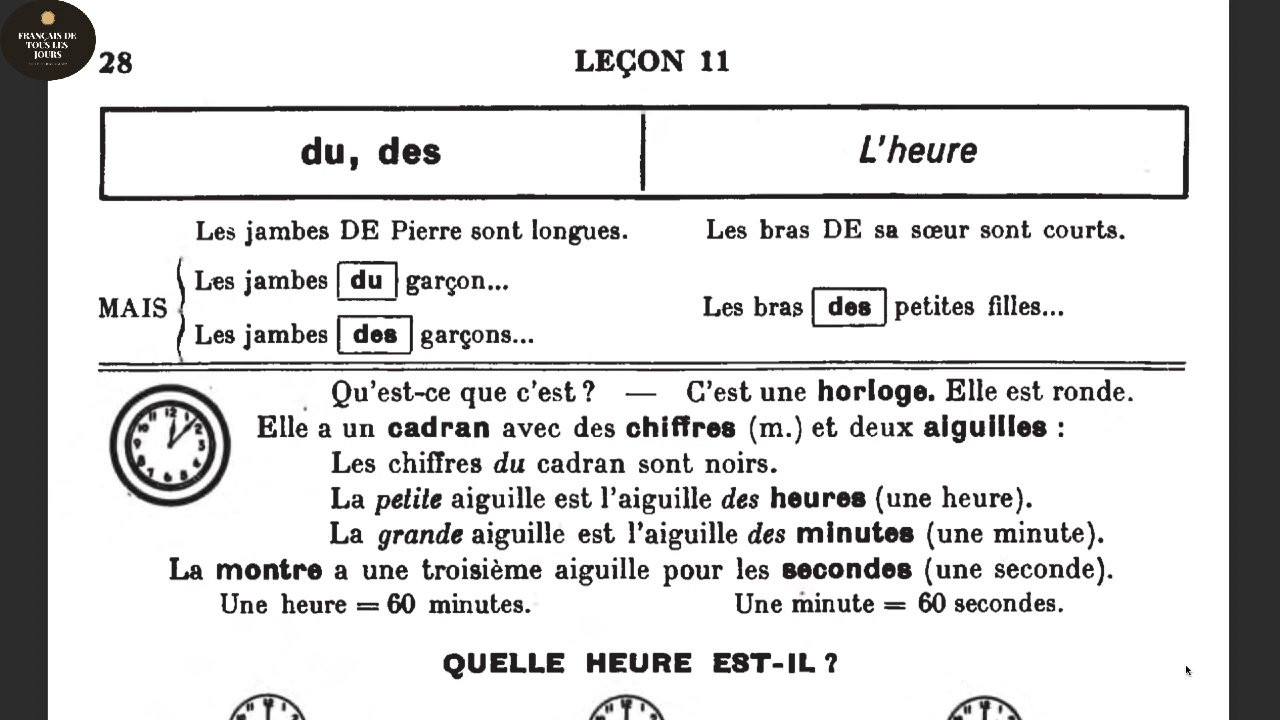 FRANÇAIS DE
TOUS LES
JOURS
28
LEÇON 11
du, des
L'heure
Les jambes DE Pierre sont longues.
Les bras DE sa sœur sont courts.
MAIS
Les jambes du garçon...
Les jambes des garçons...
Les bras des petites filles...
Qu'est-ce que c'est ? — C'est une horloge. Elle est ronde.
Elle a un cadran avec des chiffres (m.) et deux aiguilles :
Les chiffres du cadran sont noirs.
La petite aiguille est l'aiguille des heures (une heure).
La grande aiguille est l'aiguille des minutes (une minute).
La montre a une troisième aiguille pour les secondes (une seconde).
Une heure = 60 minutes.
Une minute = 60 secondes.
QUELLE HEURE EST-IL ?